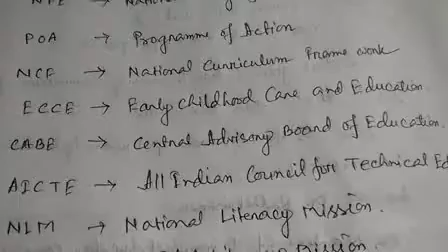 POA → Programme of Action
NCF → National Curriculum Frame work
ECCE → Early childhood Care and Education
CABE → Central Advisory Board of Education.
AICTE → All Indian Council for Technical Ed
NLM → National Literacy Mission.